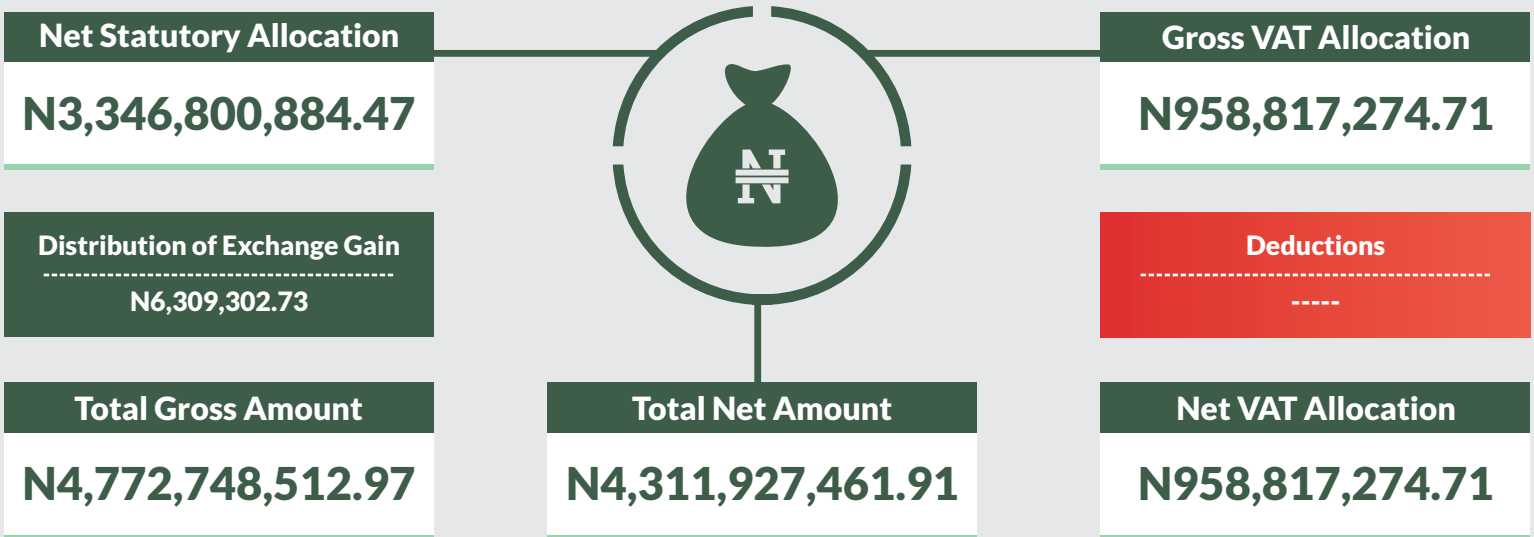 Net Statutory Allocation
N3,346,800,884.47
Gross VAT Allocation
N958,817,274.71
₦
Distribution of Exchange Gain
N6,309,302.73
Deductions
-----
Total Gross Amount
N4,772,748,512.97
Total Net Amount
N4,311,927,461.91
Net VAT Allocation
N958,817,274.71